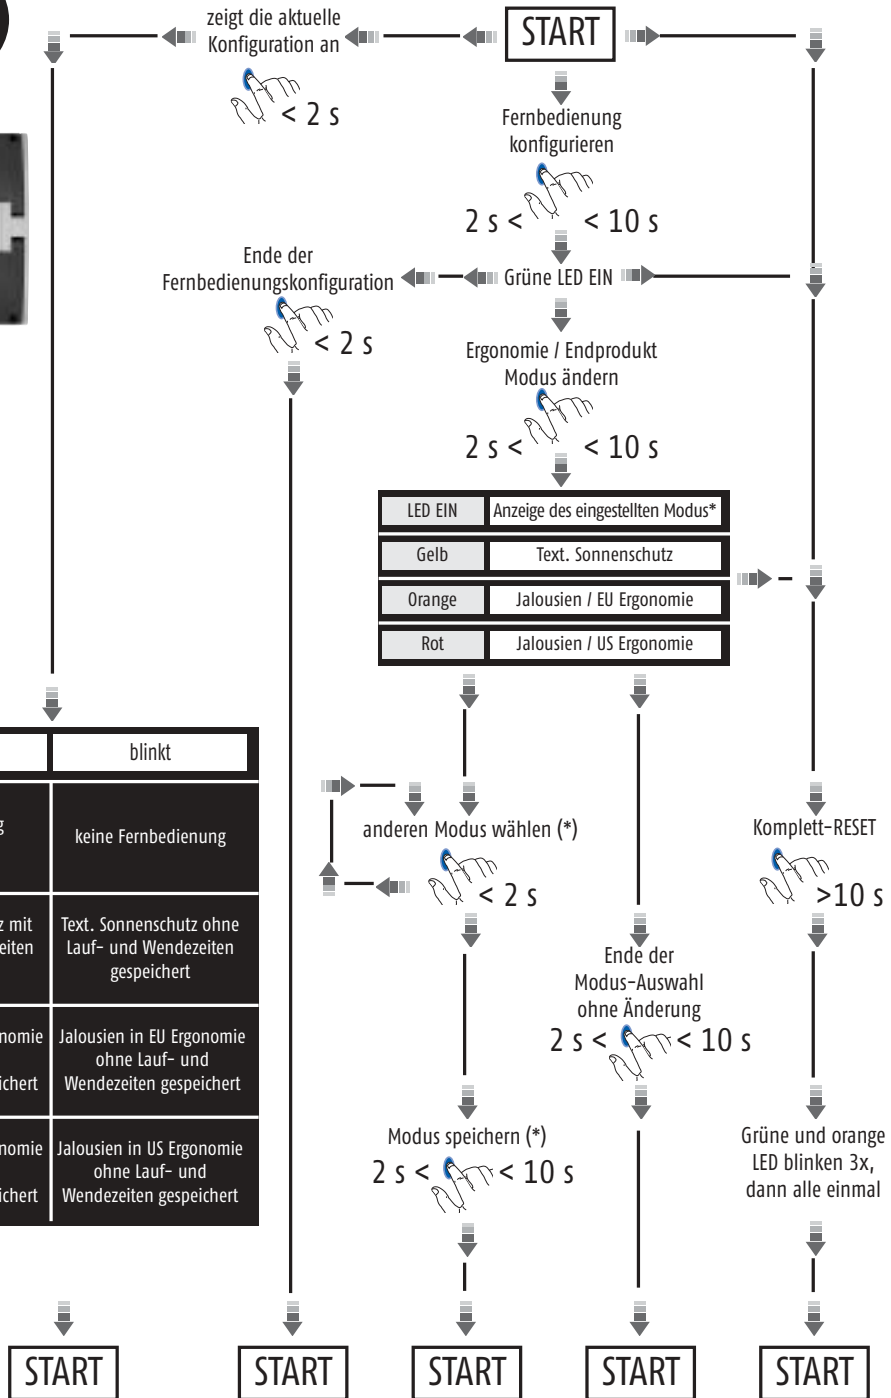 zeigt die aktuelle
Konfiguration an
< 2 s
START
Fernbedienung
konfigurieren
2 s < < 10 s
Ende der
Fernbedienungskonfiguration
< 2 s
Grüne LED EIN
Ergonomie / Endprodukt
Modus ändern
2 s < < 10 s
LED EIN Anzeige des eingestellten Modus*
Gelb Text. Sonnenschutz
Orange Jalousien / EU Ergonomie
Rot Jalousien / US Ergonomie
blinkt
keine Fernbedienung
mit
Text. Sonnenschutz ohne
Lauf- und Wendezeiten
gespeichert
Jalousien in EU Ergonomie
ohne Lauf- und
Wendezeiten gespeichert
Jalousien in US Ergonomie
ohne Lauf- und
Wendezeiten gespeichert
anderen Modus wählen (*)
< 2 s
Komplett-RESET
>10 s
Ende der
Modus-Auswahl
ohne Änderung
2 s < < 10 s
Modus speichern (*)
2 s < < 10 s
Grüne und orange
LED blinken 3x,
dann alle einmal
START
START
START
START
START